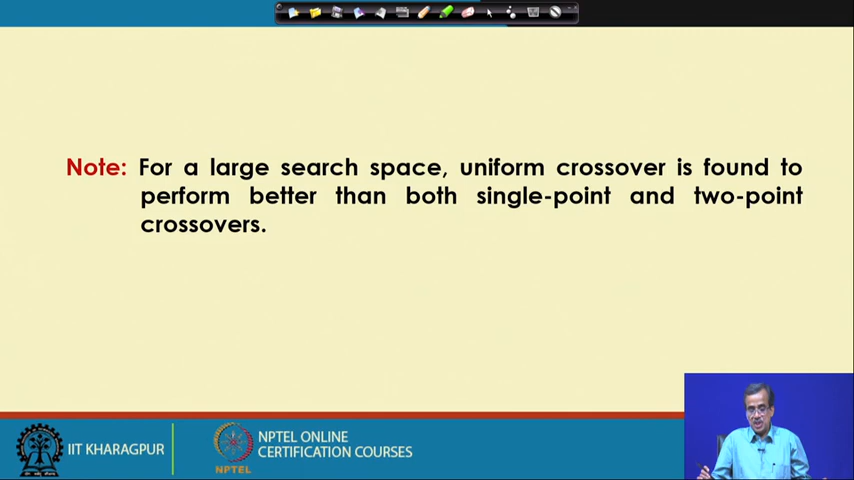 Note: For a large search space, uniform crossover is found to
perform better than both single-point and two-point
crossovers.
IIT KHARAGPUR
NPTEL
NPTEL ONLINE
CERTIFICATION COURSES